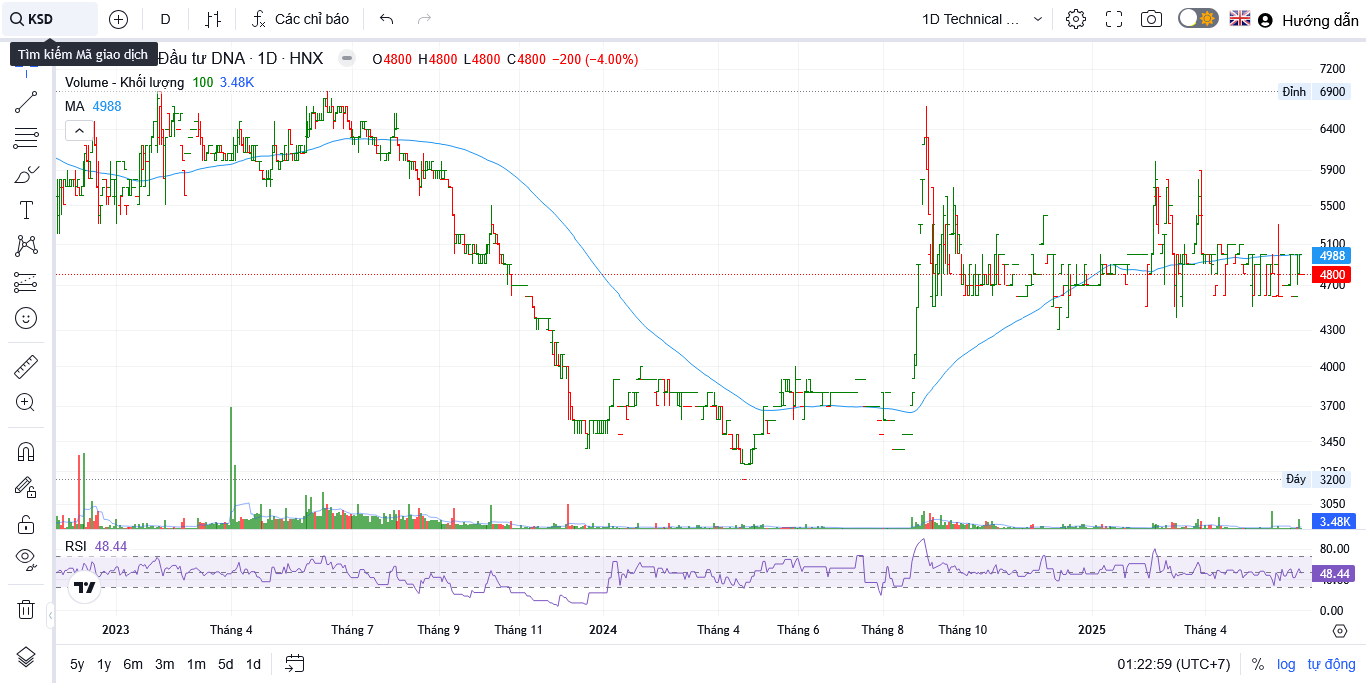 KSD
D
Các chỉ báo
1D Technical ...
Hướng dẫn
Tìm kiếm Mã giao dịch
Đầu tư DNA · 1D · HNX
O4800 H4800 L4800 C4800 −200 (−4.00%)
Volume - Khối lượng 100 3.48K
MA 4988
7200
Đỉnh 6900
6400
5900
5500
5100
4988
4800
4700
4300
4000
3700
3450
3250
Đáy 3200
3050
3.48K
RSI 48.44
80.00
48.44
0.00
2023
Tháng 4
Tháng 7
Tháng 9
Tháng 11
2024
Tháng 4
Tháng 6
Tháng 8
Tháng 10
2025
Tháng 4
5y 1y 6m 3m 1m 5d 1d
01:22:59 (UTC+7)
% log tự động